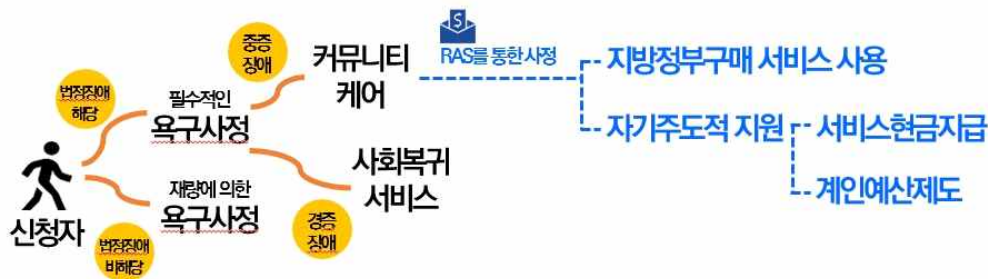 중증
장애
커뮤니티
케어
$
RAS를 통한 사정
지방정부구매 서비스 사용
법정장애
해당
필수적인
욕구사정
자기주도적 지원
서비스현금지급
계인예산제도
신청자
재량에 의한
욕구사정
사회복귀
서비스
법정장애
비해당
경증
장애